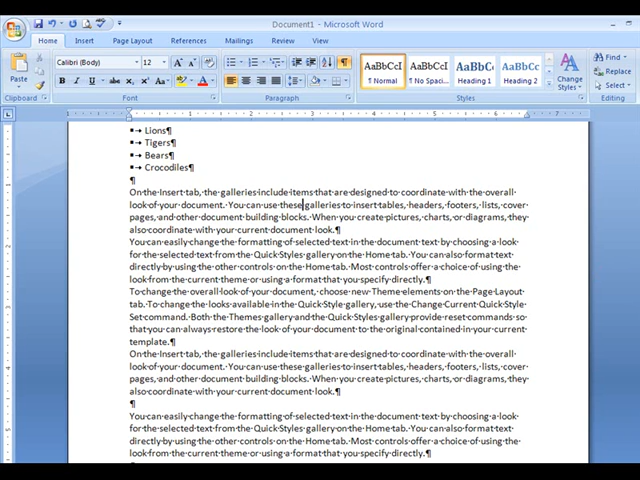 Document1 - Microsoft Word
Home Insert Page Layout References Mailings Review View
Calibri (Body) 12
AaBbCcI AaBbCcI AaBbC AaBbCc
Paste ¶ Normal ¶ No Spaci... Heading 1 Heading 2 Change Styles
Find
Replace
Select
Clipboard Font Paragraph Styles Editing
Lions¶
Tigers¶
Bears¶
Crocodiles¶
¶
On·the·Insert·tab,·the·galleries·include·items·that·are·designed·to·coordinate·with·the·overall·
look·of·your·document.··You·can·use·these·galleries·to·insert·tables,·headers,·footers,·lists,·cover·
pages,·and·other·document·building·blocks.··When·you·create·pictures,·charts,·or·diagrams,·they·
also·coordinate·with·your·current·document·look.¶
You·can·easily·change·the·formatting·of·selected·text·in·the·document·text·by·choosing·a·look·
for·the·selected·text·from·the·Quick·Styles·gallery·on·the·Home·tab.··You·can·also·format·text·
directly·by·using·the·other·controls·on·the·Home·tab.··Most·controls·offer·a·choice·of·using·the·
look·from·the·current·theme·or·using·a·format·that·you·specify·directly.¶
To·change·the·overall·look·of·your·document,·choose·new·Theme·elements·on·the·Page·Layout·
tab.·To·change·the·looks·available·in·the·Quick·Style·gallery,·use·the·Change·Current·Quick·Style·
Set·command.··Both·the·Themes·gallery·and·the·Quick·Styles·gallery·provide·reset·commands·so·
that·you·can·always·restore·the·look·of·your·document·to·the·original·contained·in·your·current·
template.¶
On·the·Insert·tab,·the·galleries·include·items·that·are·designed·to·coordinate·with·the·overall·
look·of·your·document.··You·can·use·these·galleries·to·insert·tables,·headers,·footers,·lists,·cover·
pages,·and·other·document·building·blocks.··When·you·create·pictures,·charts,·or·diagrams,·they·
also·coordinate·with·your·current·document·look.¶
¶
You·can·easily·change·the·formatting·of·selected·text·in·the·document·text·by·choosing·a·look·
for·the·selected·text·from·the·Quick·Styles·gallery·on·the·Home·tab.··You·can·also·format·text·
directly·by·using·the·other·controls·on·the·Home·tab.··Most·controls·offer·a·choice·of·using·the·
look·from·the·current·theme·or·using·a·format·that·you·specify·directly.¶